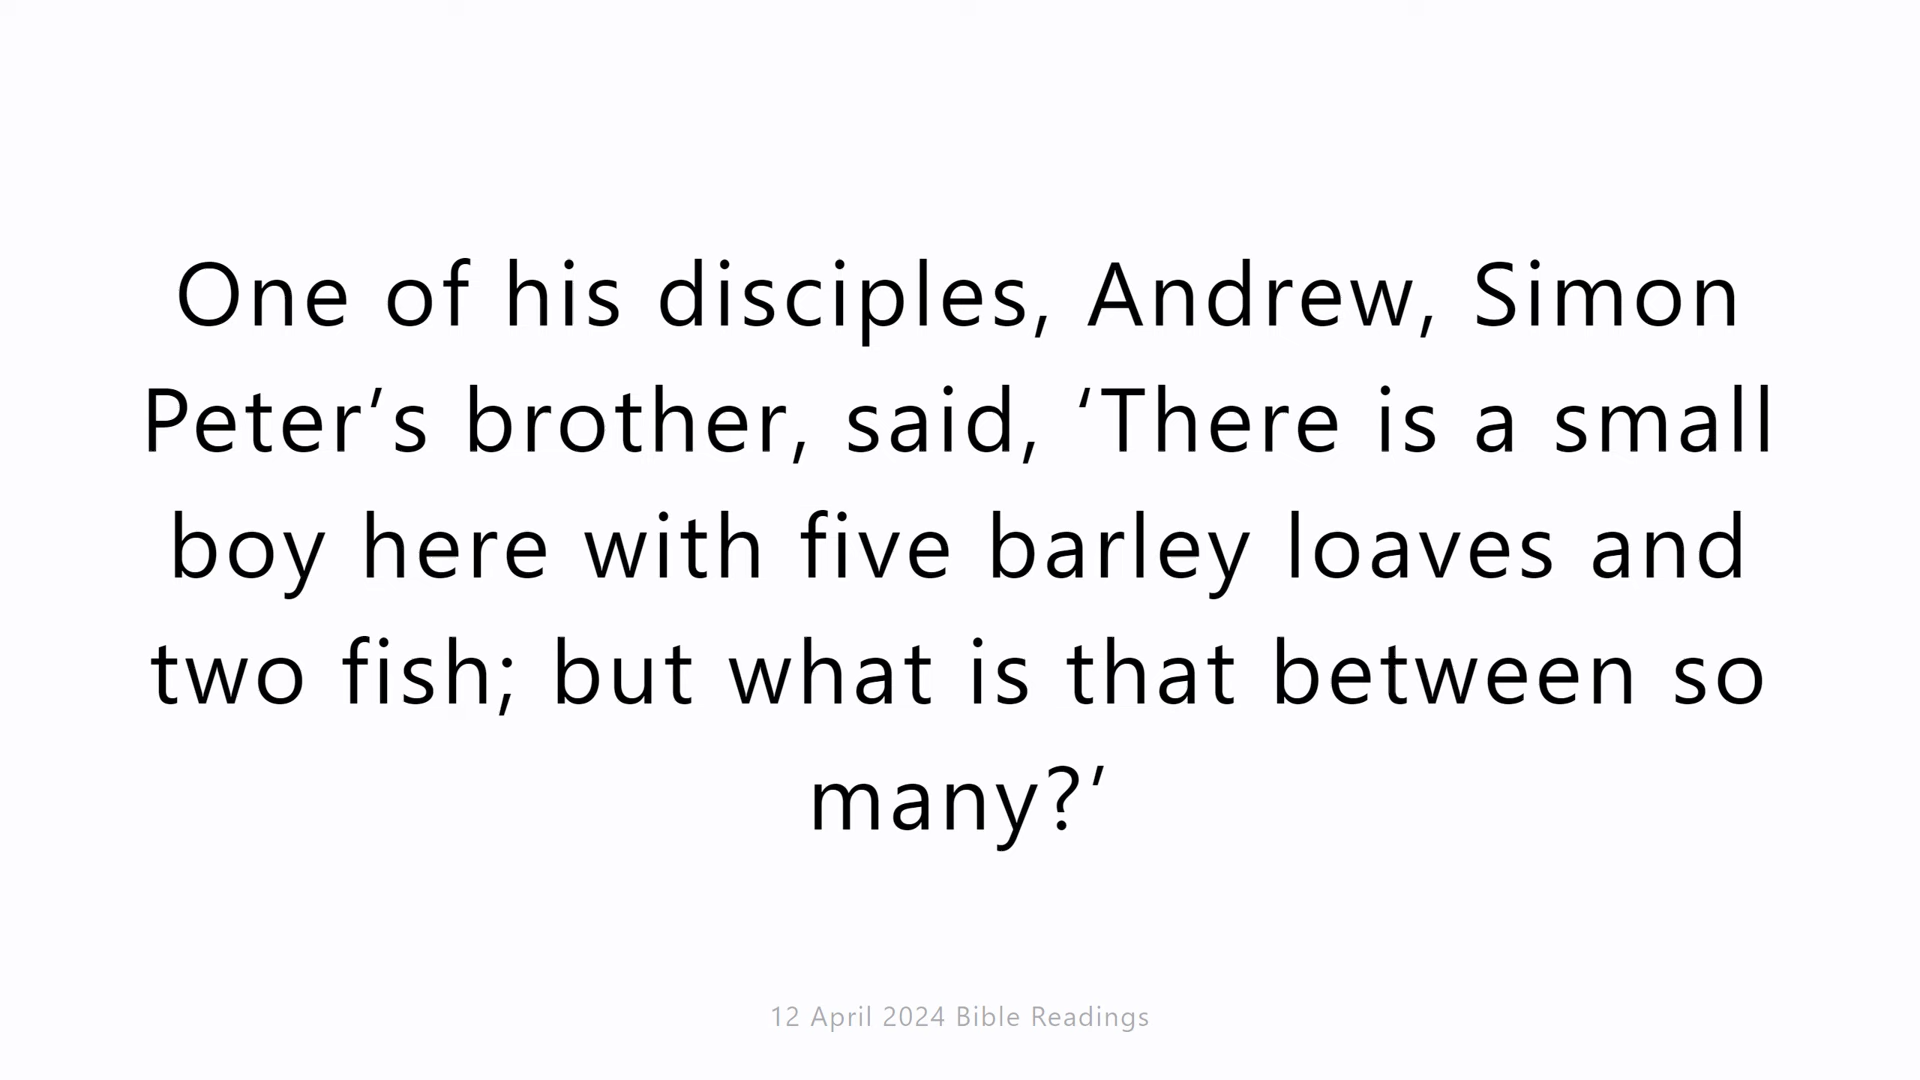 One of his disciples, Andrew, Simon
Peter’s brother, said, ‘There is a small
boy here with five barley loaves and
two fish; but what is that between so
many?’
12 April 2024 Bible Readings